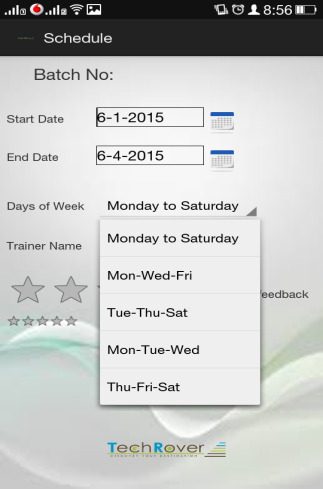 8:56
Schedule
Batch No:
Start Date 6-1-2015
End Date 6-4-2015
Days of Week Monday to Saturday
Trainer Name
Monday to Saturday
Mon-Wed-Fri
feedback
Tue-Thu-Sat
Mon-Tue-Wed
Thu-Fri-Sat
TechRover